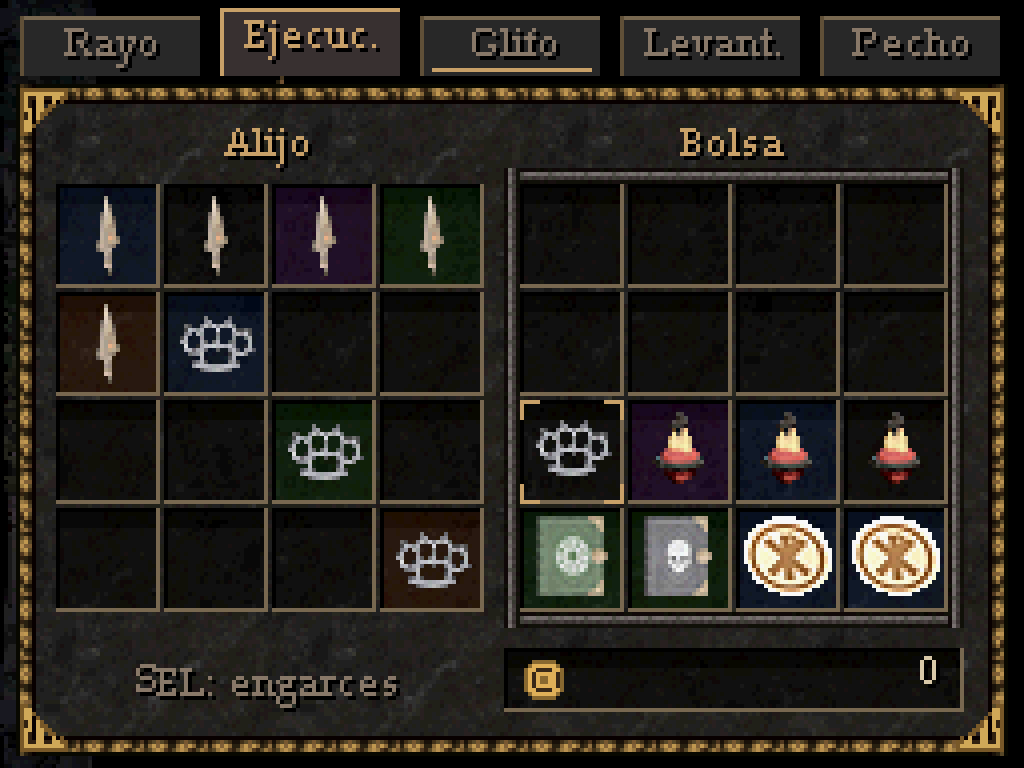 Rayo
Ejecuc.
Glifo
Levant.
Pecho
Alijo
Bolsa
SEL: engarces
0